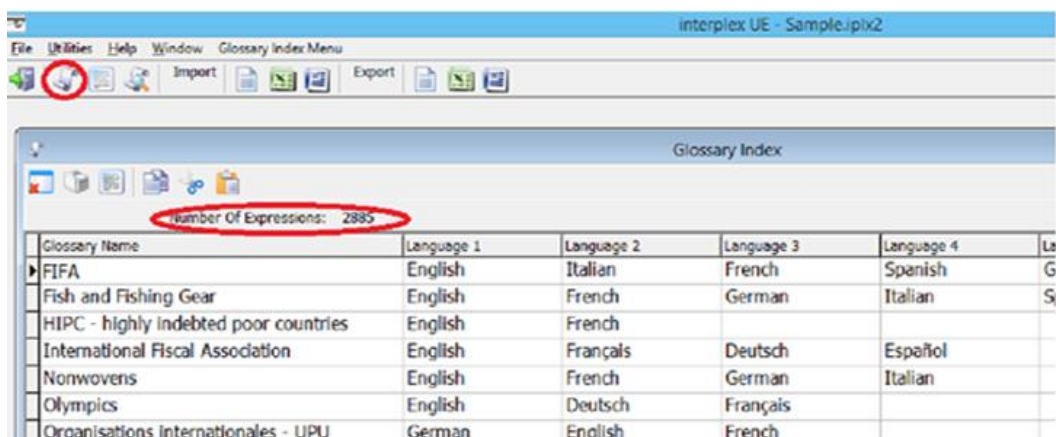 interplex UE - Sample.iplx2
File Utilities Help Window Glossary Index Menu
Import Export
Glossary Index
Number Of Expressions: 2885
Glossary Name Language 1 Language 2 Language 3 Language 4 La
FIFA English Italian French Spanish G
Fish and Fishing Gear English French German Italian S
HIPC - highly indebted poor countries English French
International Fiscal Association English Français Deutsch Español
Nonwovens English French German Italian
Olympics English Deutsch Français
Organisations internationales - UPU German English French